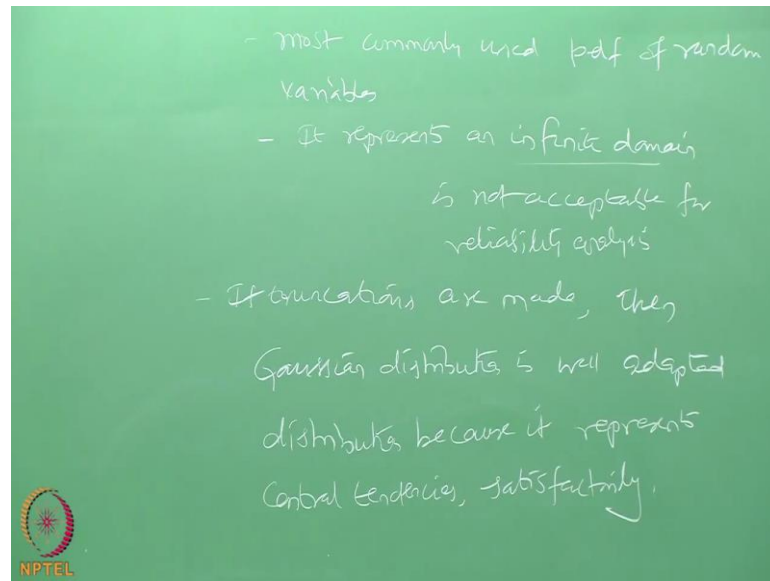 - most commonly used pdf of random
variables
- It represents an infinite domain
is not acceptable for
reliability analysis
- If truncations are made, then
Gaussian distribution is well adapted
distribution because it represents
Central tendencies, satisfactorily.
NPTEL